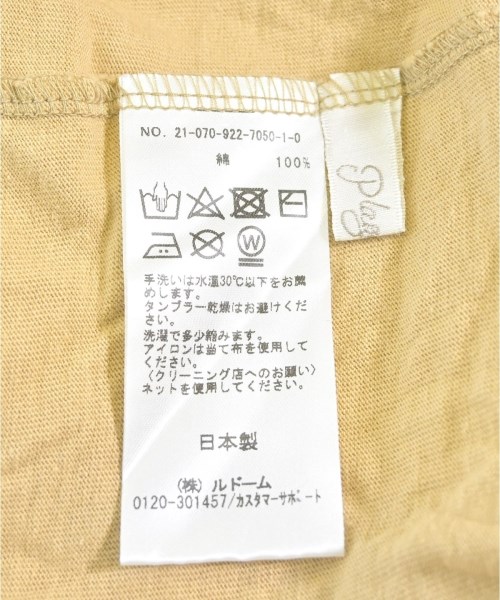 NO. 21-070-922-7050-1-0
綿 100%
W
手洗いは水温30℃以下をお薦
めします。
タンブラー乾燥はお避けくださ
い。
洗濯で多少縮みます。
アイロンは当て布を使用して
ください。
〈クリーニング店へのお願い〉
ネットを使用してください。
日本製
(株) ルドーム
0120-301457/カスタマーサポート
Plag